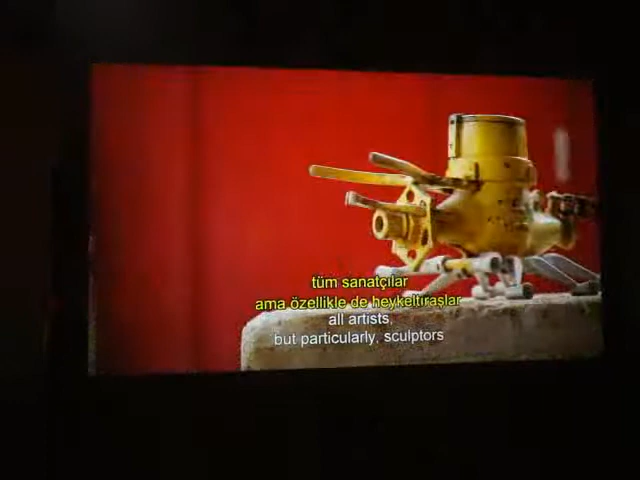 tüm sanatçılar
ama özellikle de heykeltıraşlar
all artists,
but particularly, sculptors